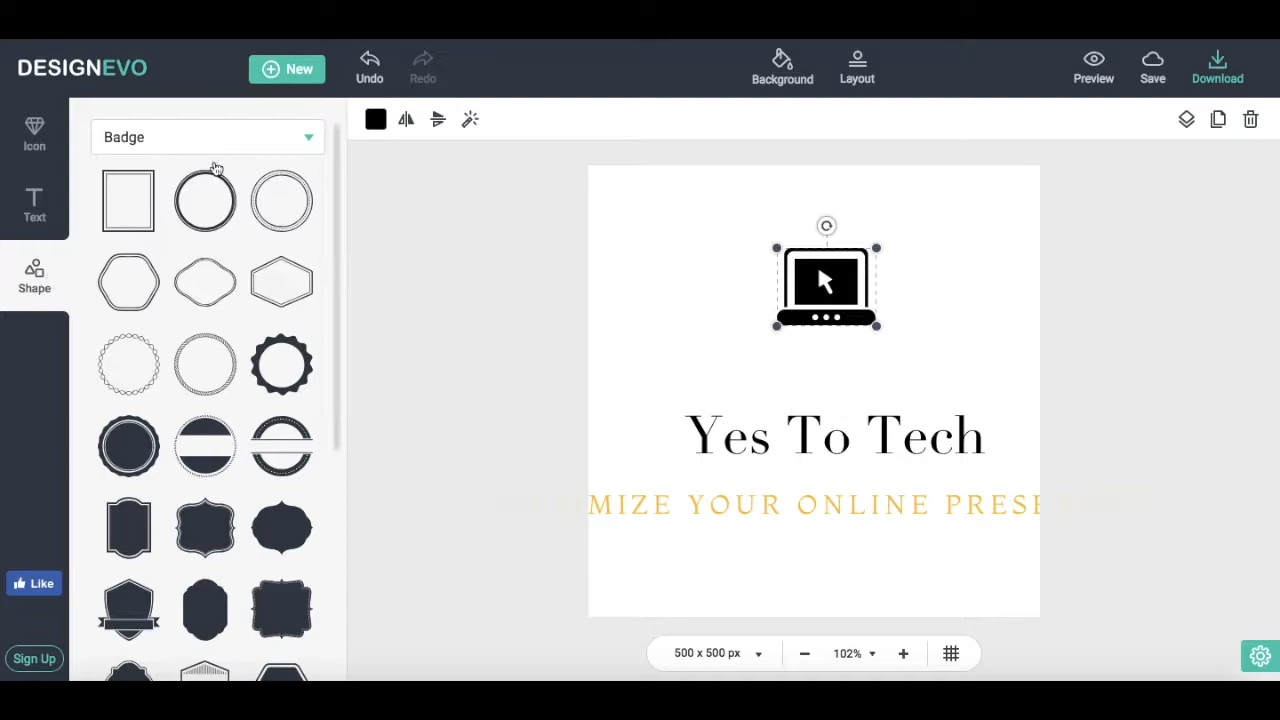 DESIGNEVO
New
Undo
Redo
Background
Layout
Preview
Save
Download
Icon
Text
Shape
Badge
Yes To Tech
MIZE YOUR ONLINE PRESE
Like
Sign Up
500 x 500 px
102%